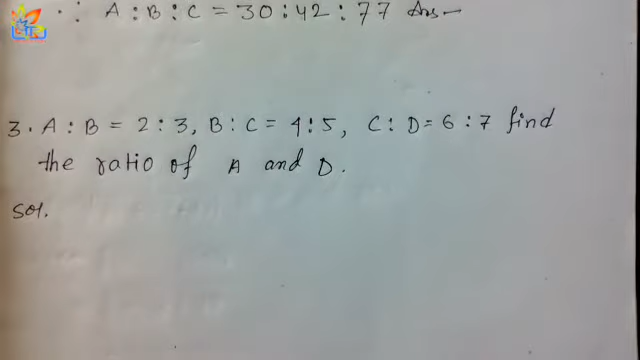 ∴ A : B : C = 30 : 42 : 77 Ans —
3. A : B = 2 : 3, B : C = 4 : 5, C : D = 6 : 7 find
the ratio of A and D.
Sol.